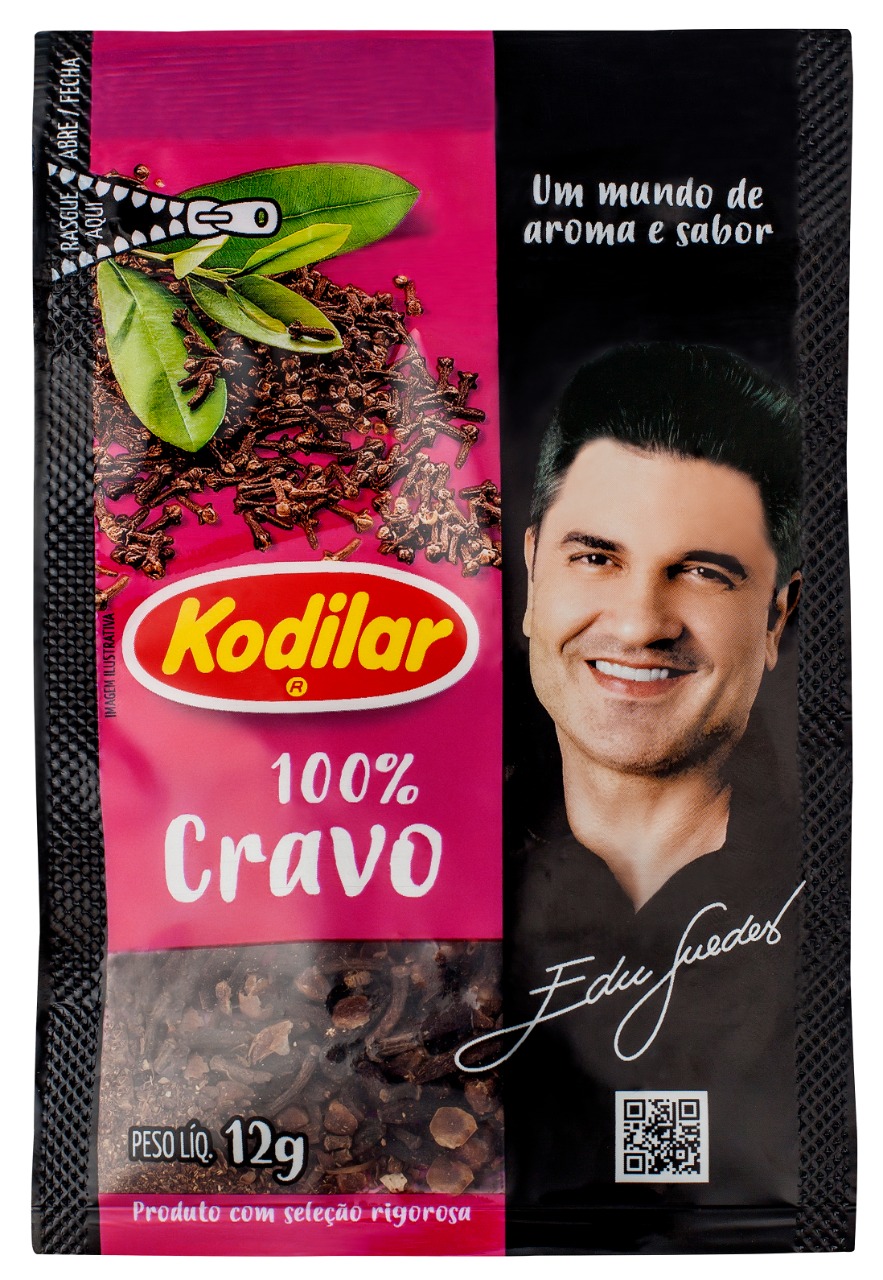 ABRE / FECHA
RASGUE
AQUI
Um mundo de
aroma e sabor
IMAGEM ILUSTRATIVA
Kodilar
®
100%
Cravo
Edu Guedes
PESO LÍQ. 12g
Produto com seleção rigorosa